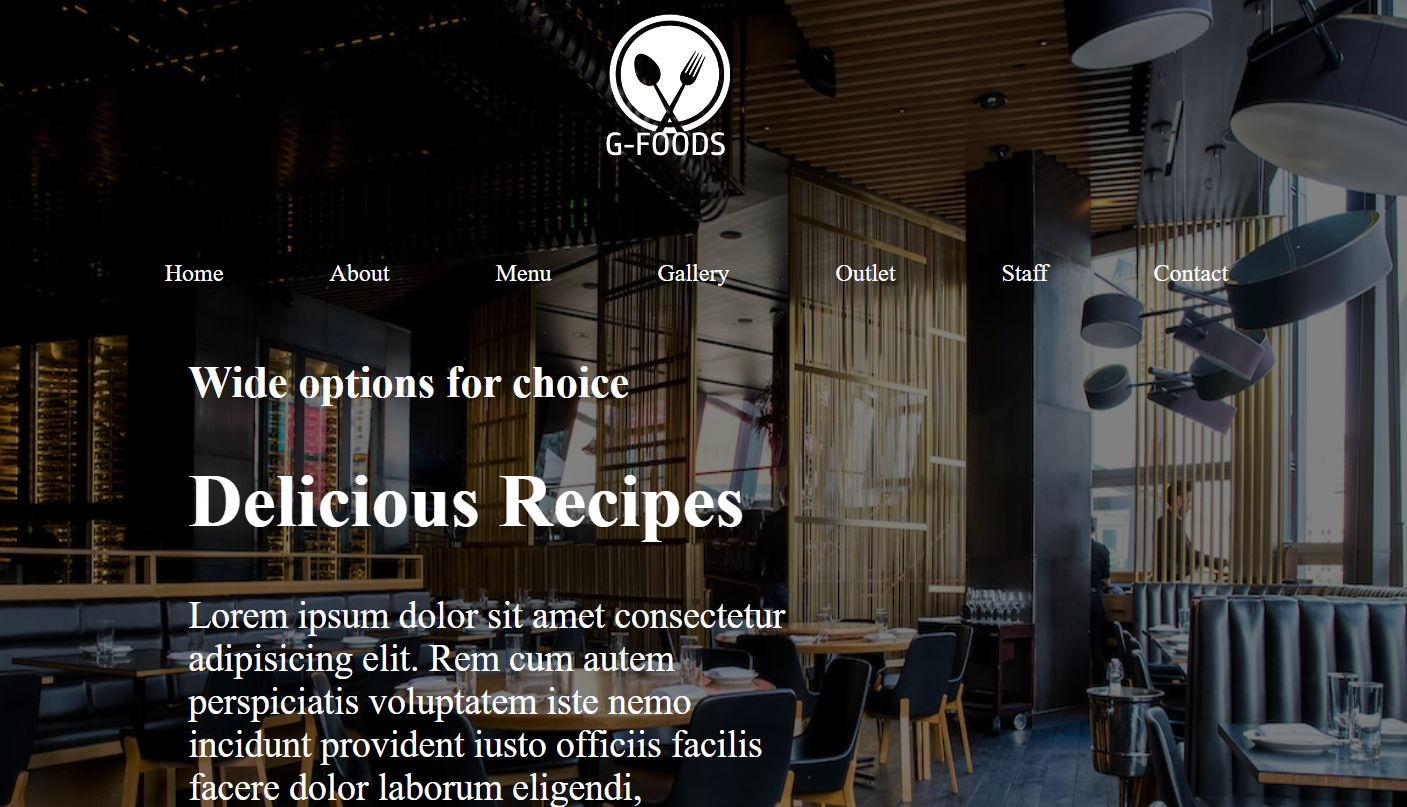 G-FOODS
Home About Menu Gallery Outlet Staff Contact
Wide options for choice
Delicious Recipes
Lorem ipsum dolor sit amet consectetur
adipisicing elit. Rem cum autem
perspiciatis voluptatem iste nemo
incidunt provident iusto officiis facilis
facere dolor laborum eligendi,